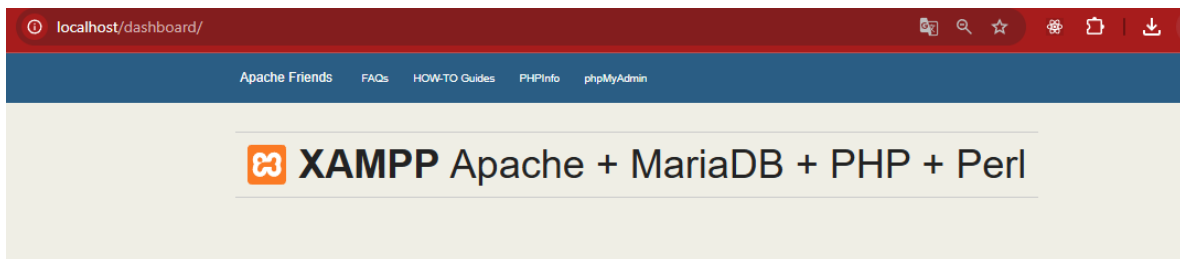 localhost/dashboard/
Apache Friends FAQs HOW-TO Guides PHPInfo phpMyAdmin
XAMPP Apache + MariaDB + PHP + Perl